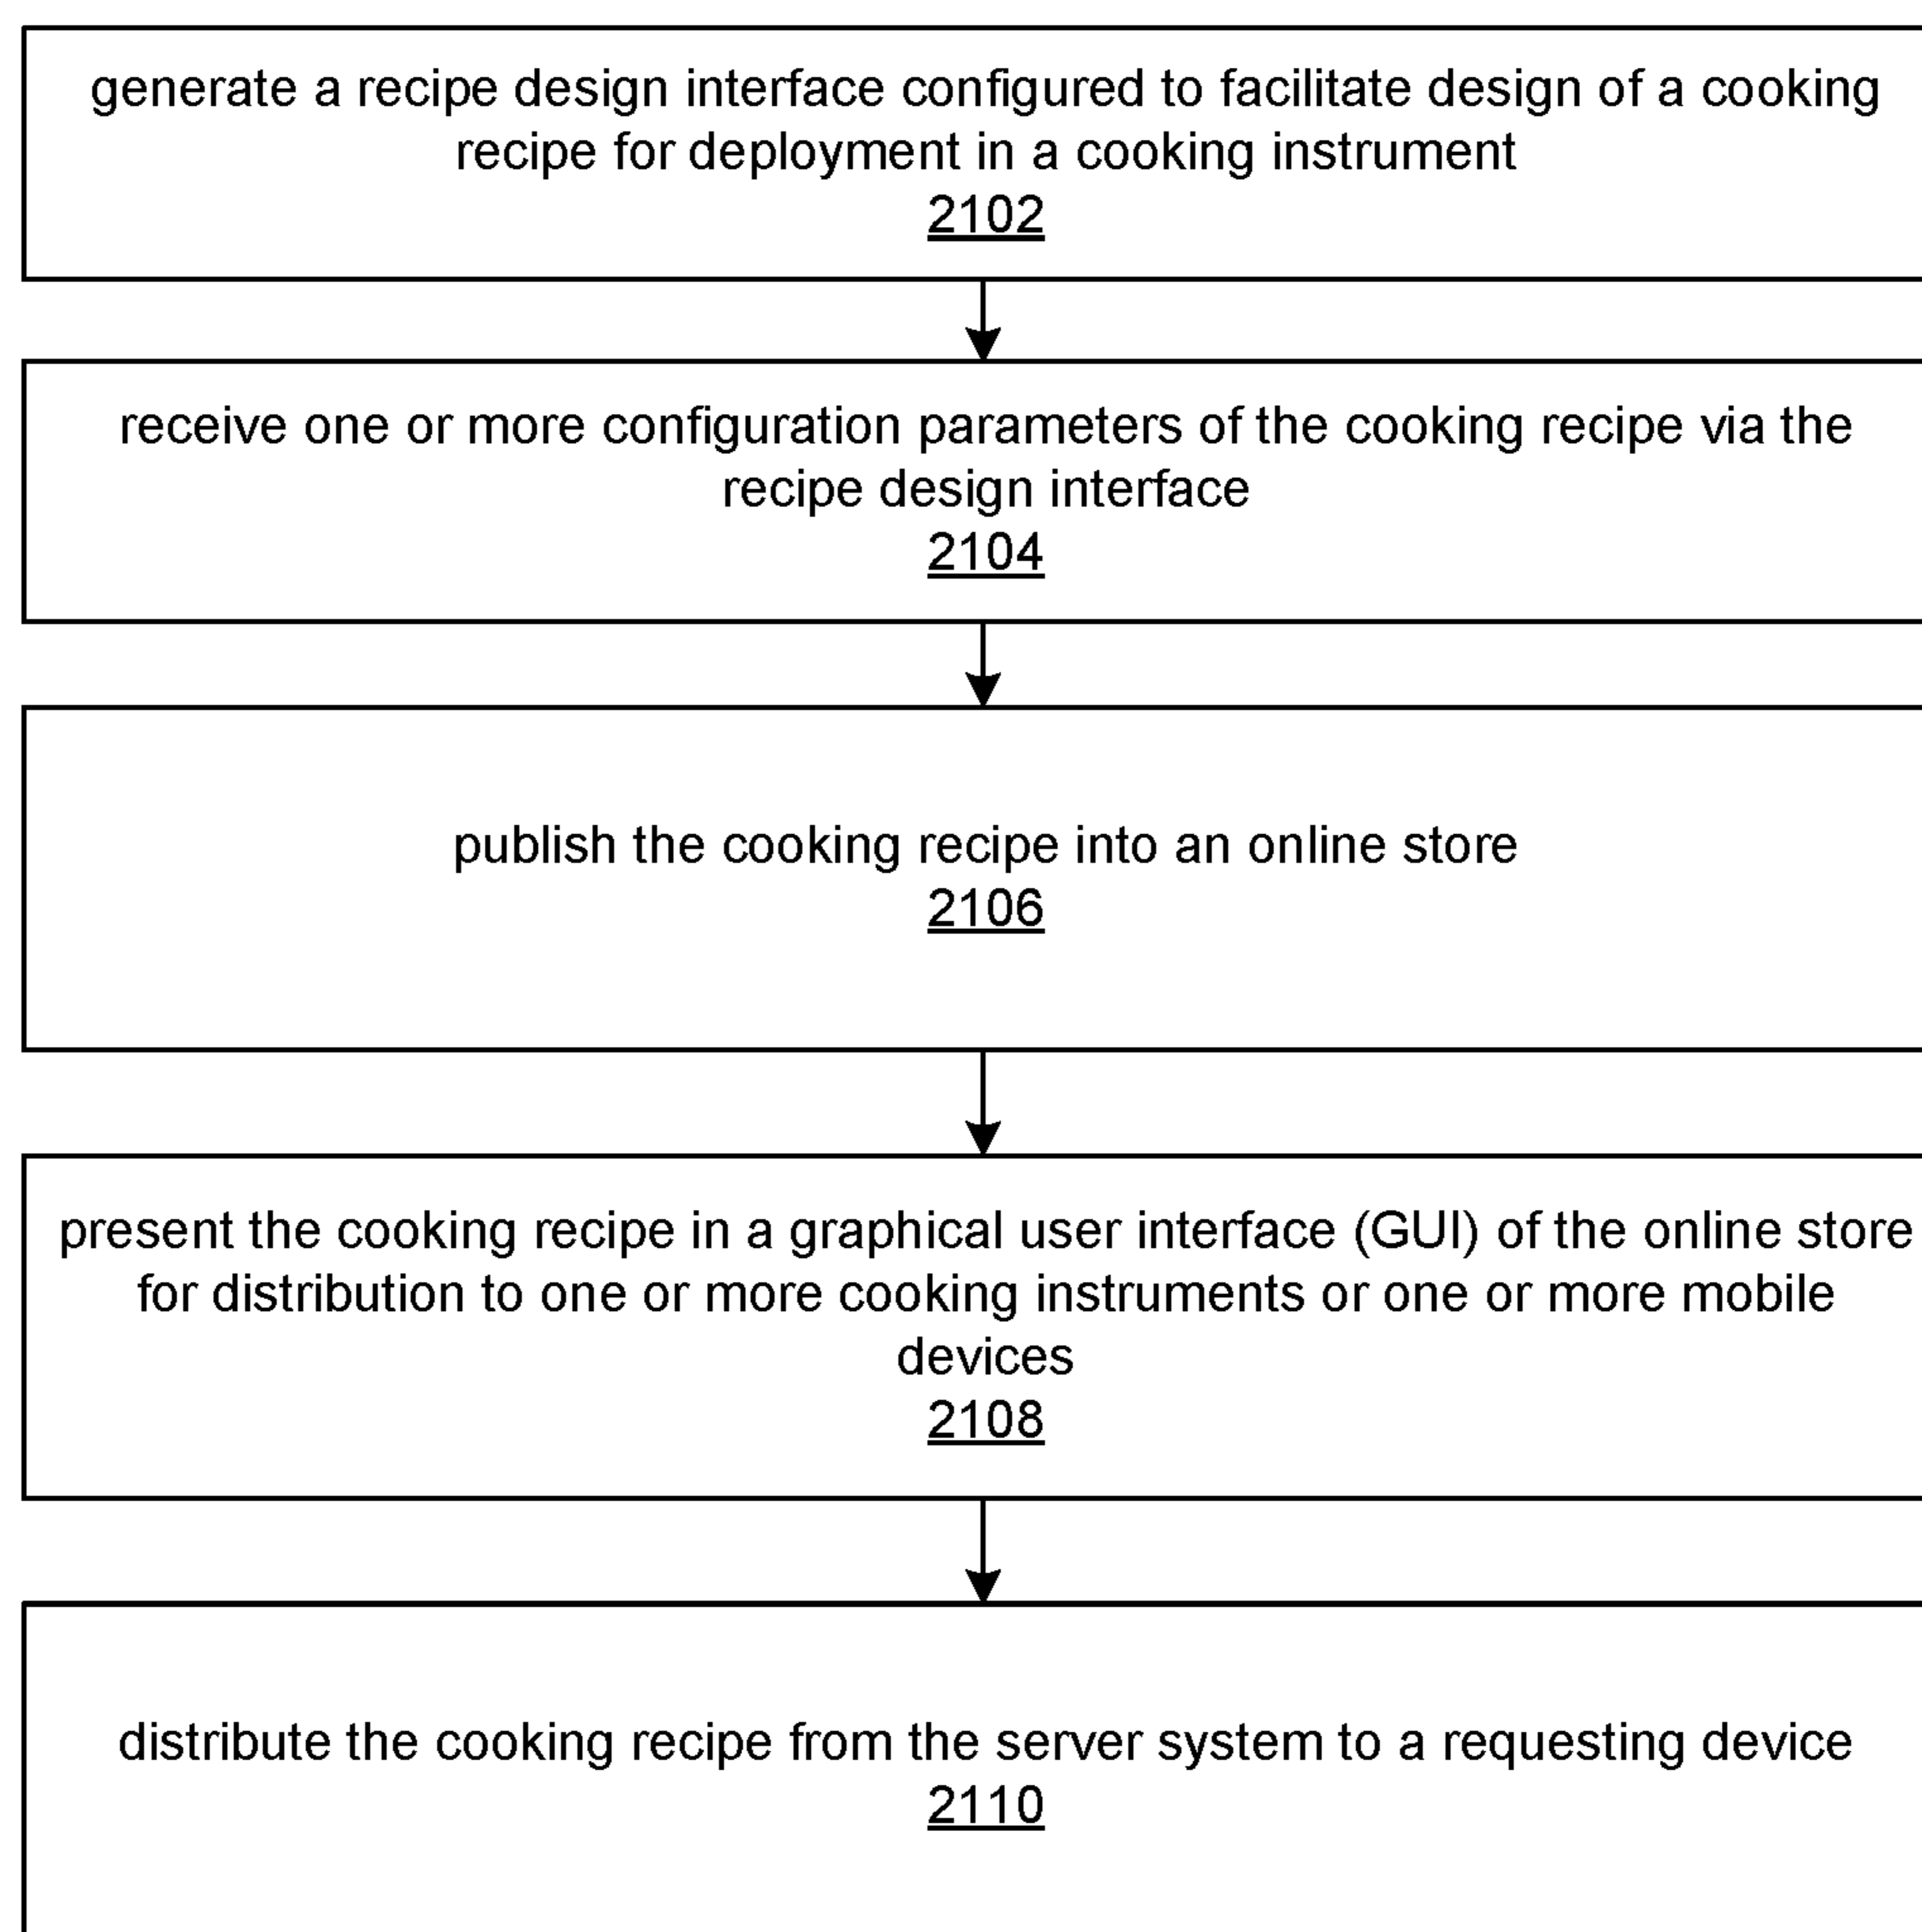 generate a recipe design interface configured to facilitate design of a cooking
recipe for deployment in a cooking instrument
2102
receive one or more configuration parameters of the cooking recipe via the
recipe design interface
2104
publish the cooking recipe into an online store
2106
present the cooking recipe in a graphical user interface (GUI) of the online store
for distribution to one or more cooking instruments or one or more mobile
devices
2108
distribute the cooking recipe from the server system to a requesting device
2110